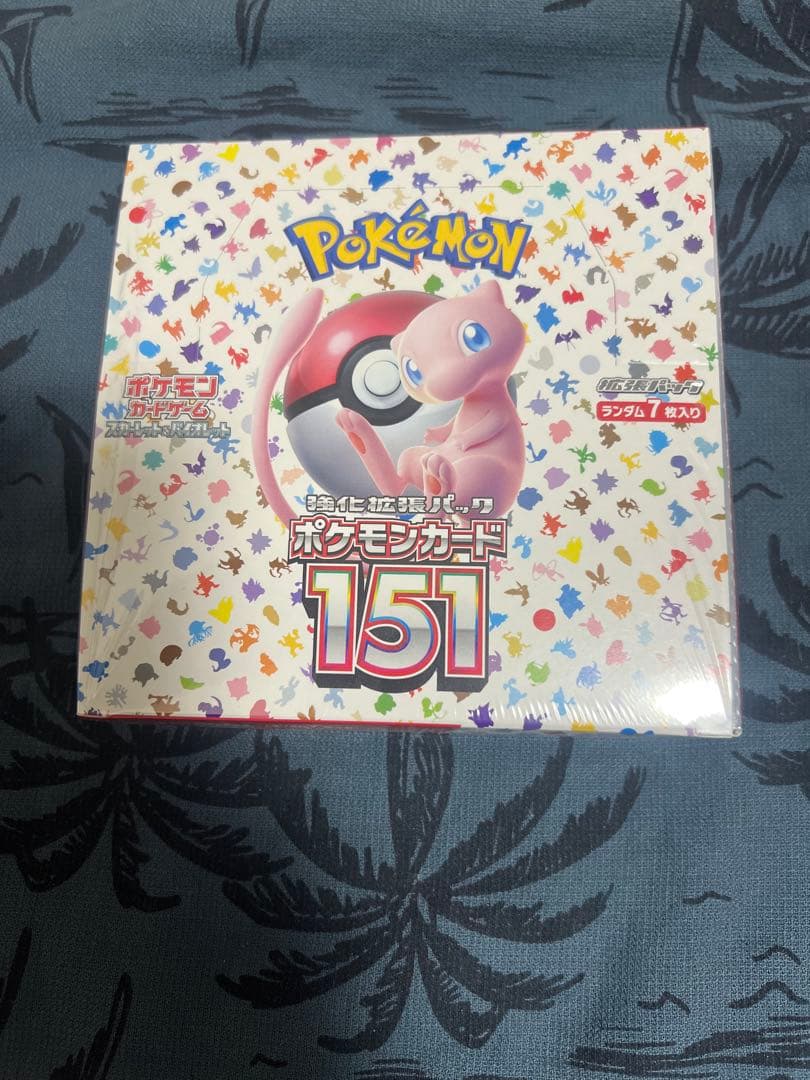 POKÉMON
ポケモン
カードゲーム
スカーレット&バイオレット
拡張パック
ランダム7枚入り
強化拡張パック
ポケモンカード
151